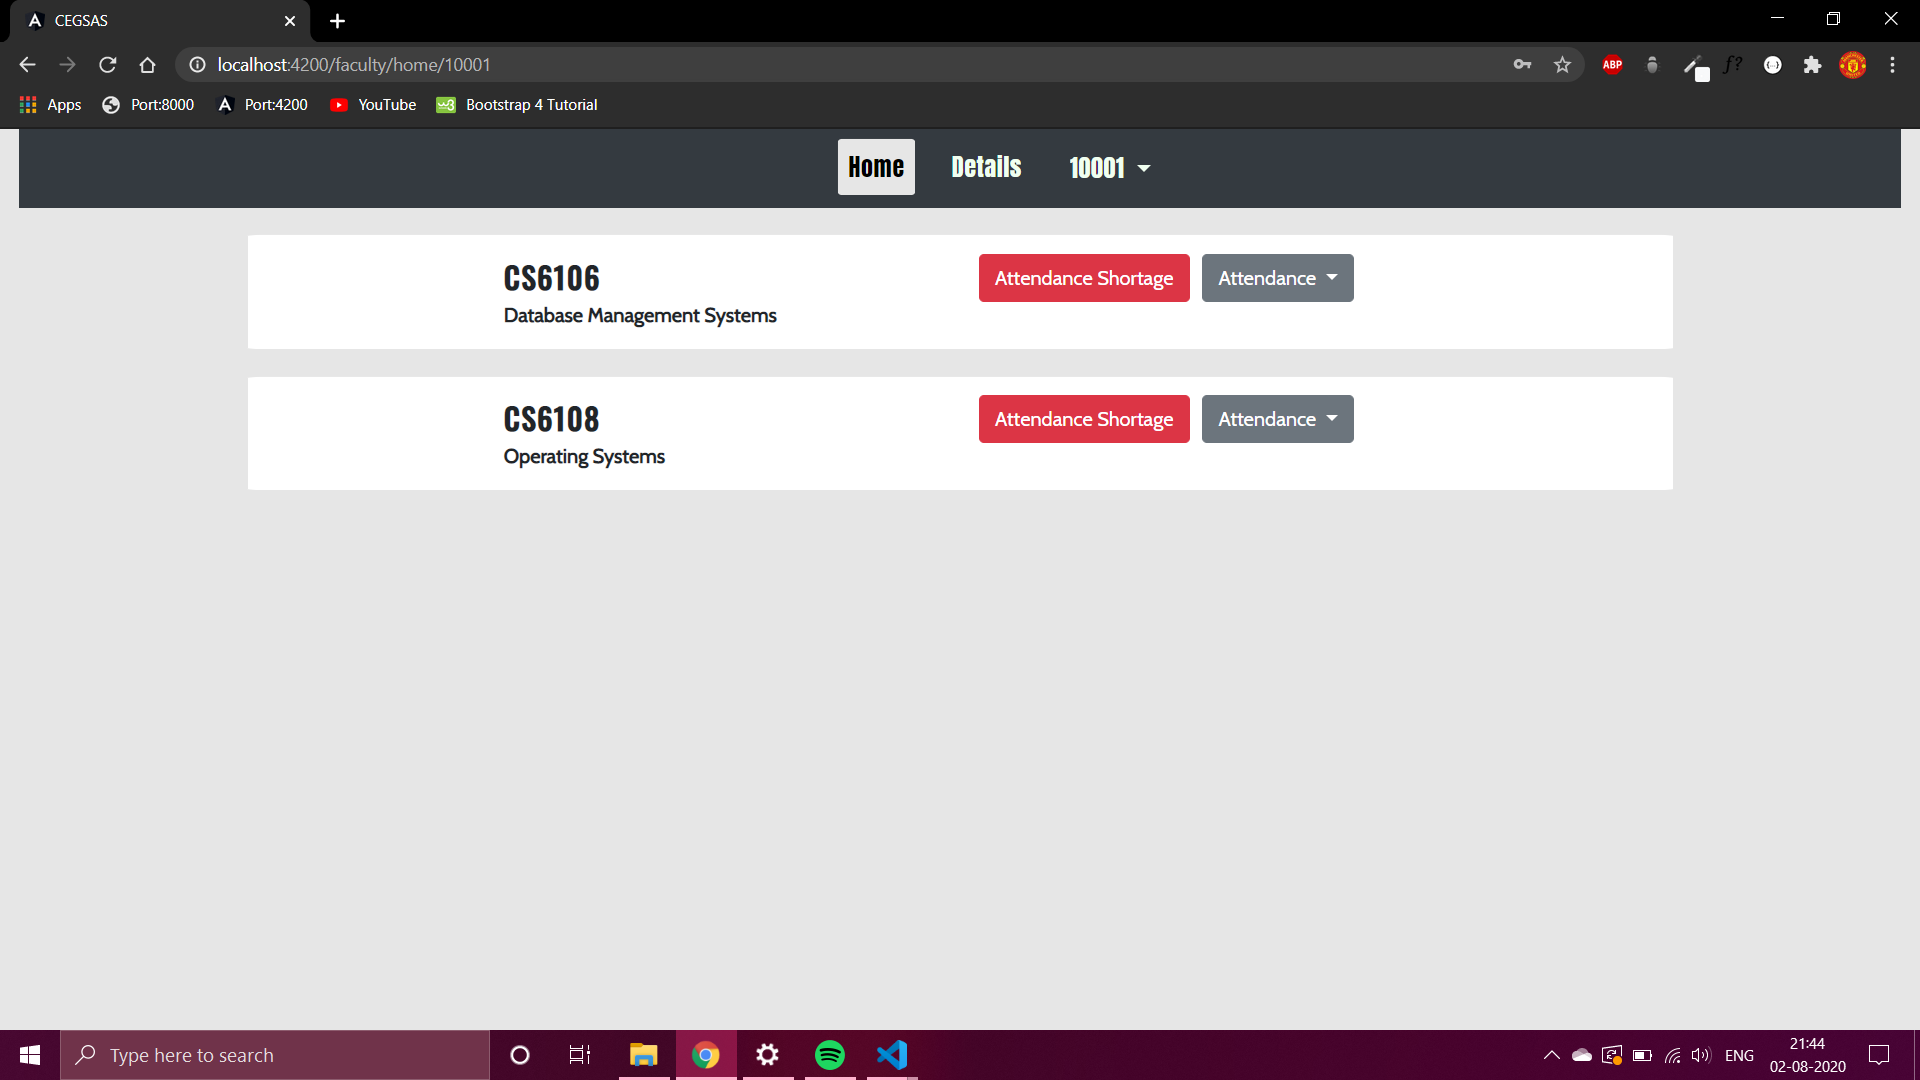 CEGSAS
localhost:4200/faculty/home/10001
ABP
f?
Apps
Port:8000
Port:4200
YouTube
Bootstrap 4 Tutorial
Home
Details
10001
CS6106
Database Management Systems
Attendance Shortage
Attendance
CS6108
Operating Systems
Attendance Shortage
Attendance
Type here to search
ENG
21:44
02-08-2020